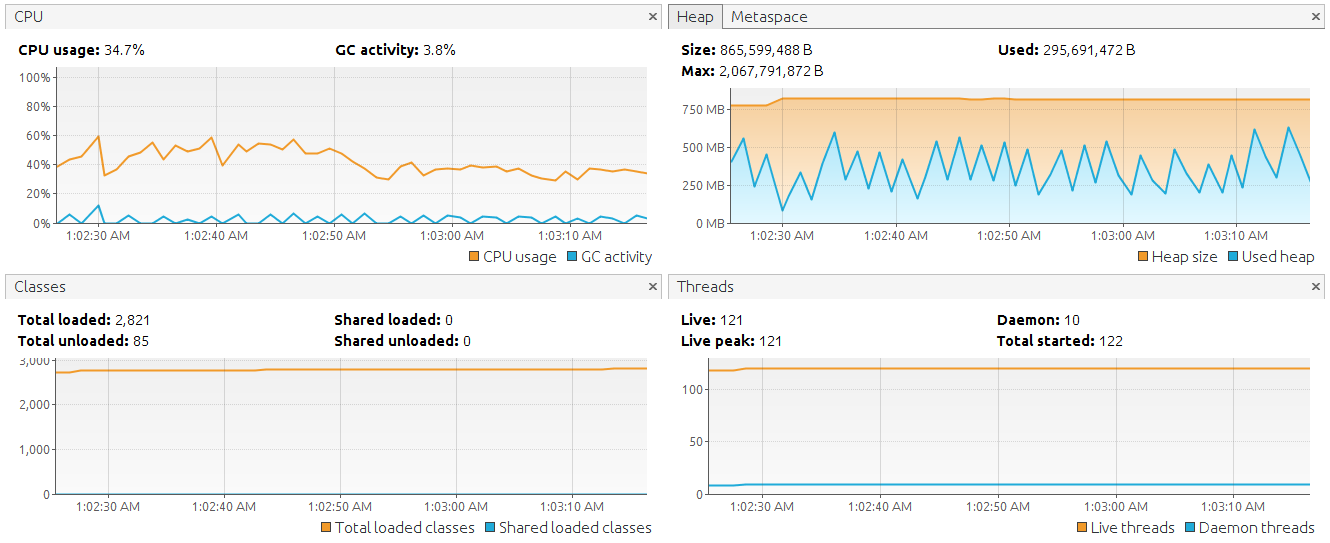 CPU
CPU usage: 34.7% GC activity: 3.8%
100%
80%
60%
40%
20%
0%
1:02:30 AM 1:02:40 AM 1:02:50 AM 1:03:00 AM 1:03:10 AM
CPU usage GC activity
Heap Metaspace
Size: 865,599,488 B Used: 295,691,472 B
Max: 2,067,791,872 B
750 MB
500 MB
250 MB
0 MB
1:02:30 AM 1:02:40 AM 1:02:50 AM 1:03:00 AM 1:03:10 AM
Heap size Used heap
Classes
Total loaded: 2,821 Shared loaded: 0
Total unloaded: 85 Shared unloaded: 0
3,000
2,000
1,000
0
1:02:30 AM 1:02:40 AM 1:02:50 AM 1:03:00 AM 1:03:10 AM
Total loaded classes Shared loaded classes
Threads
Live: 121 Daemon: 10
Live peak: 121 Total started: 122
100
50
0
1:02:30 AM 1:02:40 AM 1:02:50 AM 1:03:00 AM 1:03:10 AM
Live threads Daemon threads